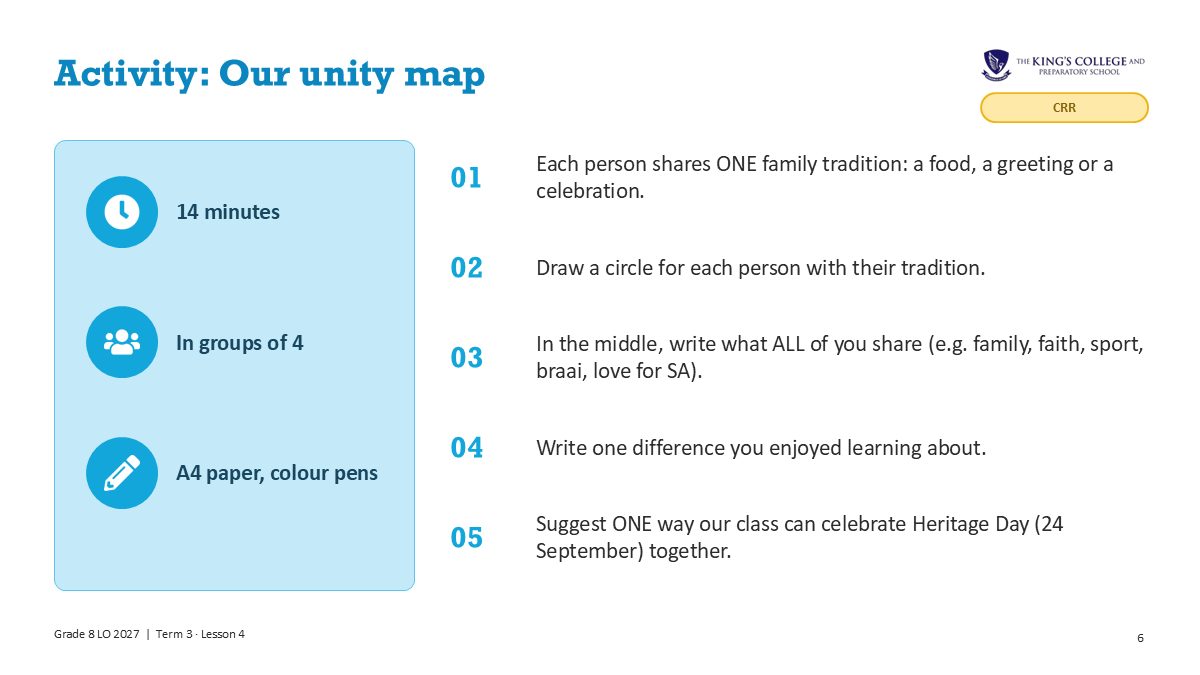 Activity: Our unity map
THE KING'S COLLEGE AND
PREPARATORY SCHOOL
CRR
14 minutes
In groups of 4
A4 paper, colour pens
01
Each person shares ONE family tradition: a food, a greeting or a
celebration.
02
Draw a circle for each person with their tradition.
03
In the middle, write what ALL of you share (e.g. family, faith, sport,
braai, love for SA).
04
Write one difference you enjoyed learning about.
05
Suggest ONE way our class can celebrate Heritage Day (24
September) together.
Grade 8 LO 2027 | Term 3 · Lesson 4
6